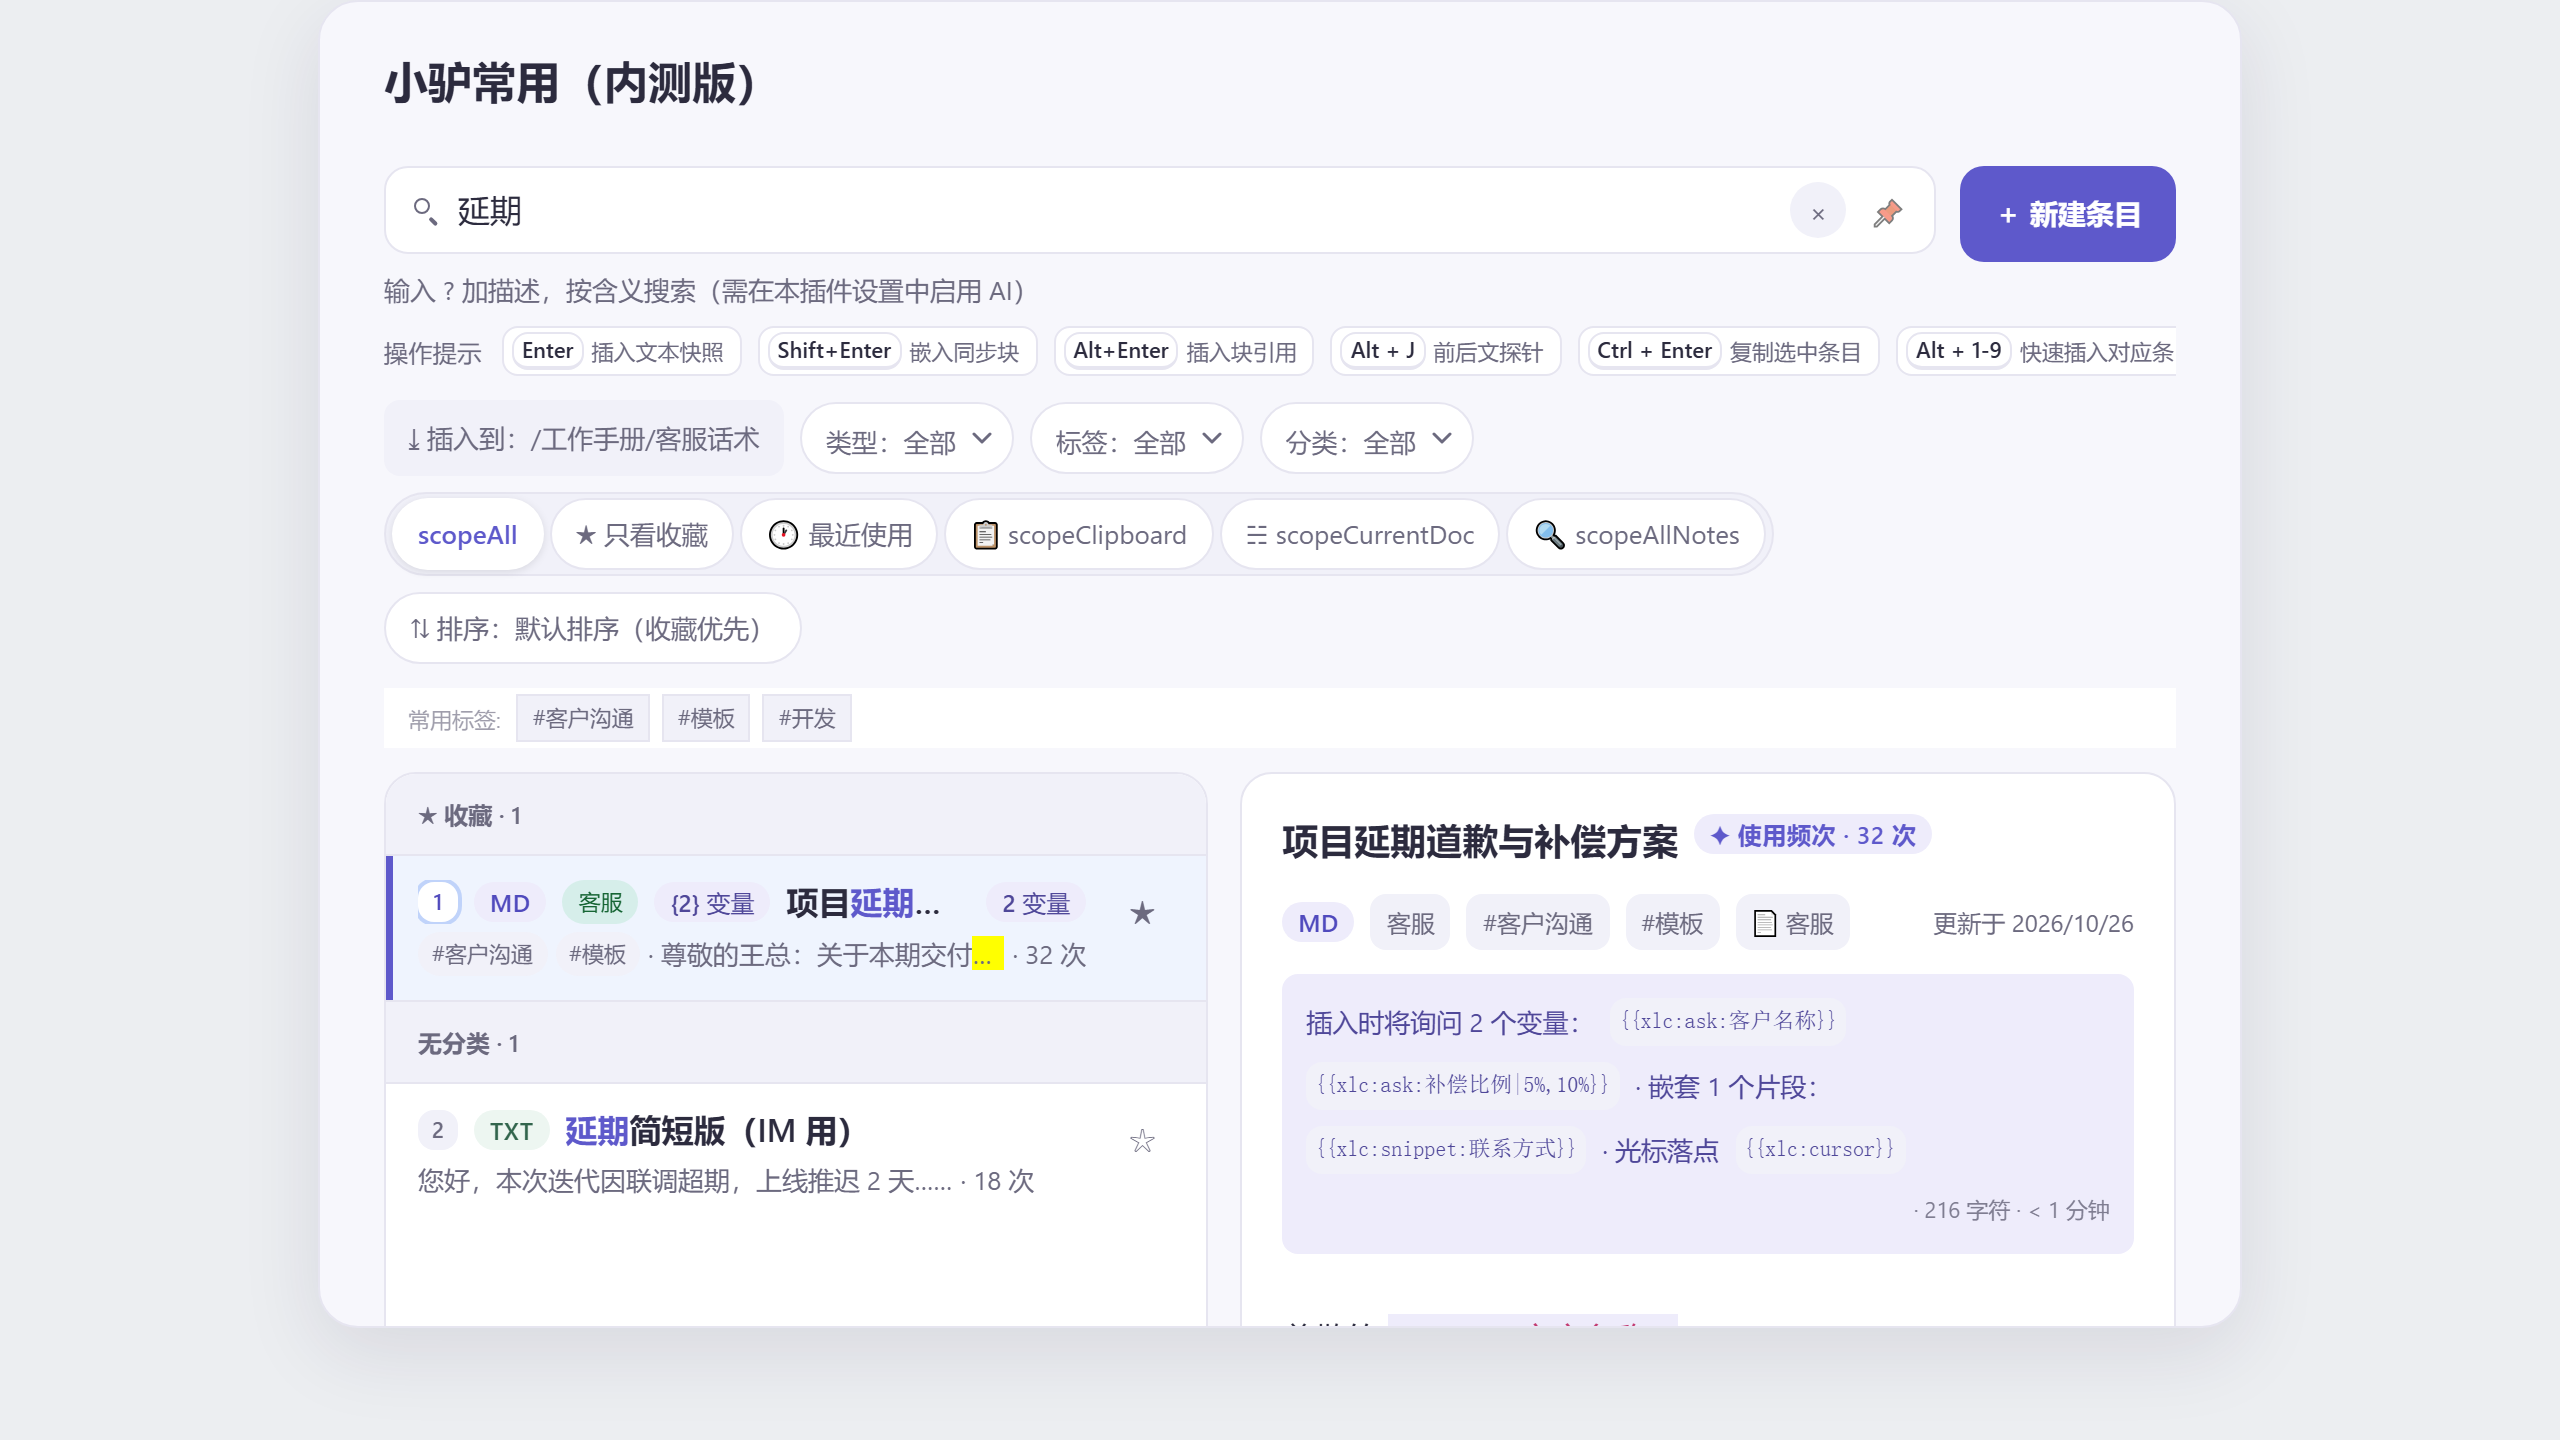 小驴常用（内测版）
延期
×
+ 新建条目
输入 ? 加描述，按含义搜索（需在本插件设置中启用 AI）
操作提示 Enter 插入文本快照 Shift+Enter 嵌入同步块 Alt+Enter 插入块引用 Alt + J 前后文探针 Ctrl + Enter 复制选中条目 Alt + 1-9 快速插入对应条
⤓ 插入到：/工作手册/客服话术 类型：全部 标签：全部 分类：全部
scopeAll ★ 只看收藏 最近使用 scopeClipboard ☵ scopeCurrentDoc scopeAllNotes
⇅ 排序：默认排序（收藏优先）
常用标签: #客户沟通 #模板 #开发
★ 收藏 · 1
1 MD 客服 {2} 变量 项目延期... 2 变量 ★
#客户沟通 #模板 · 尊敬的王总：关于本期交付... · 32 次
无分类 · 1
2 TXT 延期简短版（IM 用） ☆
您好，本次迭代因联调超期，上线推迟 2 天...... · 18 次
项目延期道歉与补偿方案 ✦ 使用频次 · 32 次
MD 客服 #客户沟通 #模板 客服 更新于 2026/10/26
插入时将询问 2 个变量： {{xlc:ask:客户名称}}
{{xlc:ask:补偿比例|5%,10%}} · 嵌套 1 个片段：
{{xlc:snippet:联系方式}} · 光标落点 {{xlc:cursor}}
· 216 字符 · < 1 分钟